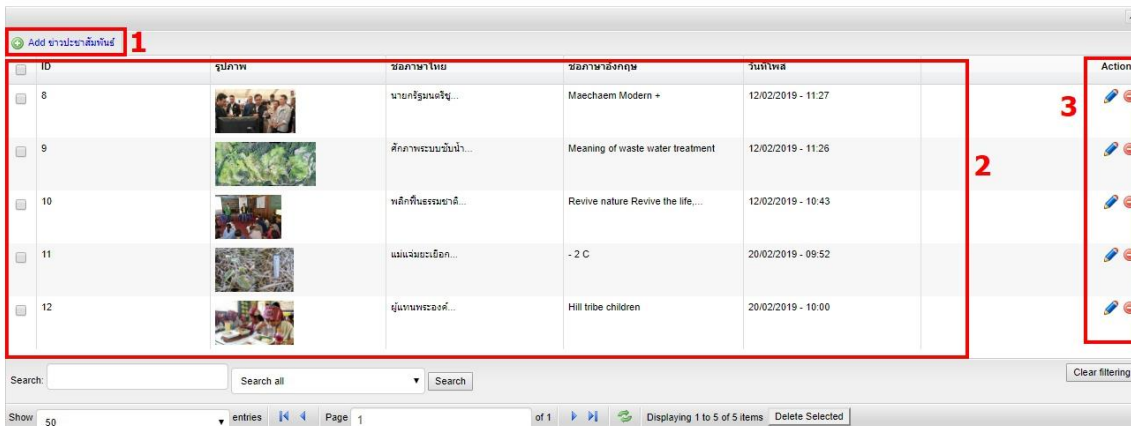 Add ข่าวปะชาสัมพันธ์ 1
ID รูปภาพ ชื่อภาษาไทย ชื่อภาษาอังกฤษ วันที่โพส Action
8 นายกรัฐมนตรีชู... Maechaem Modern + 12/02/2019 - 11:27
3
9 ศักภาพระบบขับน้ำ... Meaning of waste water treatment 12/02/2019 - 11:26
2
10 พลิกฟื้นธรรมชาติ... Revive nature Revive the life,... 12/02/2019 - 10:43
11 แม่แจ่มยะเยือก... - 2 C 20/02/2019 - 09:52
12 ผู้แทนพระองค์... Hill tribe children 20/02/2019 - 10:00
Search: Search all Search Clear filtering
Show 50 entries Page 1 of 1 Displaying 1 to 5 of 5 items Delete Selected